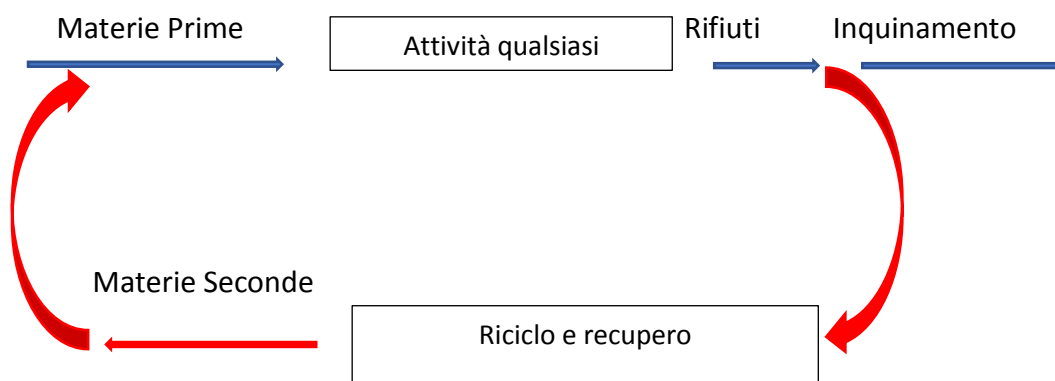 Materie Prime
Attività qualsiasi
Rifiuti
Inquinamento
Materie Seconde
Riciclo e recupero